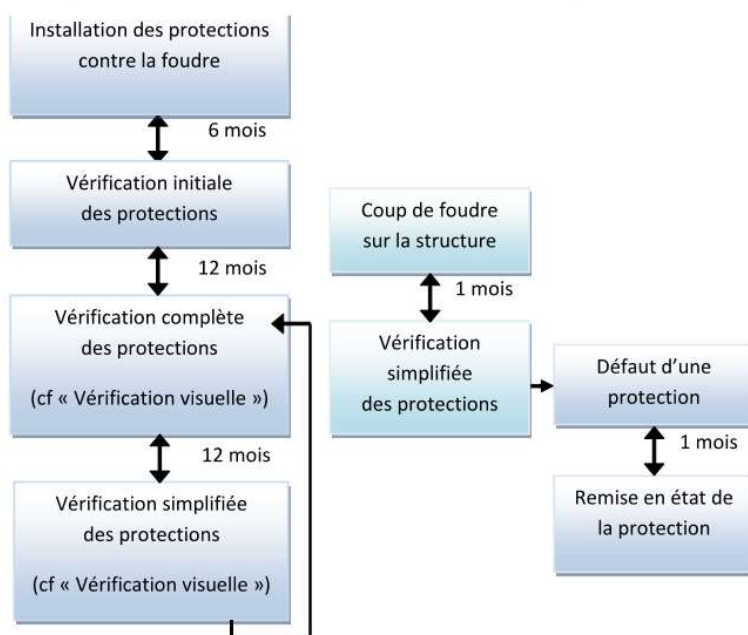 Installation des protections
contre la foudre
6 mois
Vérification initiale
des protections
12 mois
Vérification complète
des protections
(cf « Vérification visuelle »)
12 mois
Vérification simplifiée
des protections
(cf « Vérification visuelle »)
Coup de foudre
sur la structure
1 mois
Vérification
simplifiée
des protections
Défaut d’une
protection
1 mois
Remise en état de
la protection